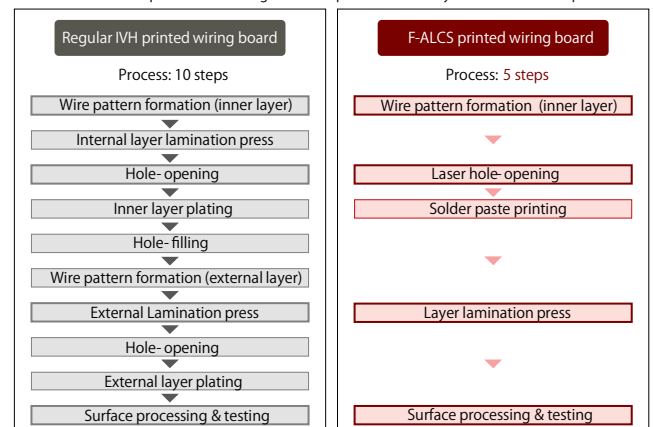 Regular IVH printed wiring board
Process: 10 steps
Wire pattern formation (inner layer)
Internal layer lamination press
Hole- opening
Inner layer plating
Hole- filling
Wire pattern formation (external layer)
External Lamination press
Hole- opening
External layer plating
Surface processing & testing
F-ALCS printed wiring board
Process: 5 steps
Wire pattern formation (inner layer)
Laser hole- opening
Solder paste printing
Layer lamination press
Surface processing & testing